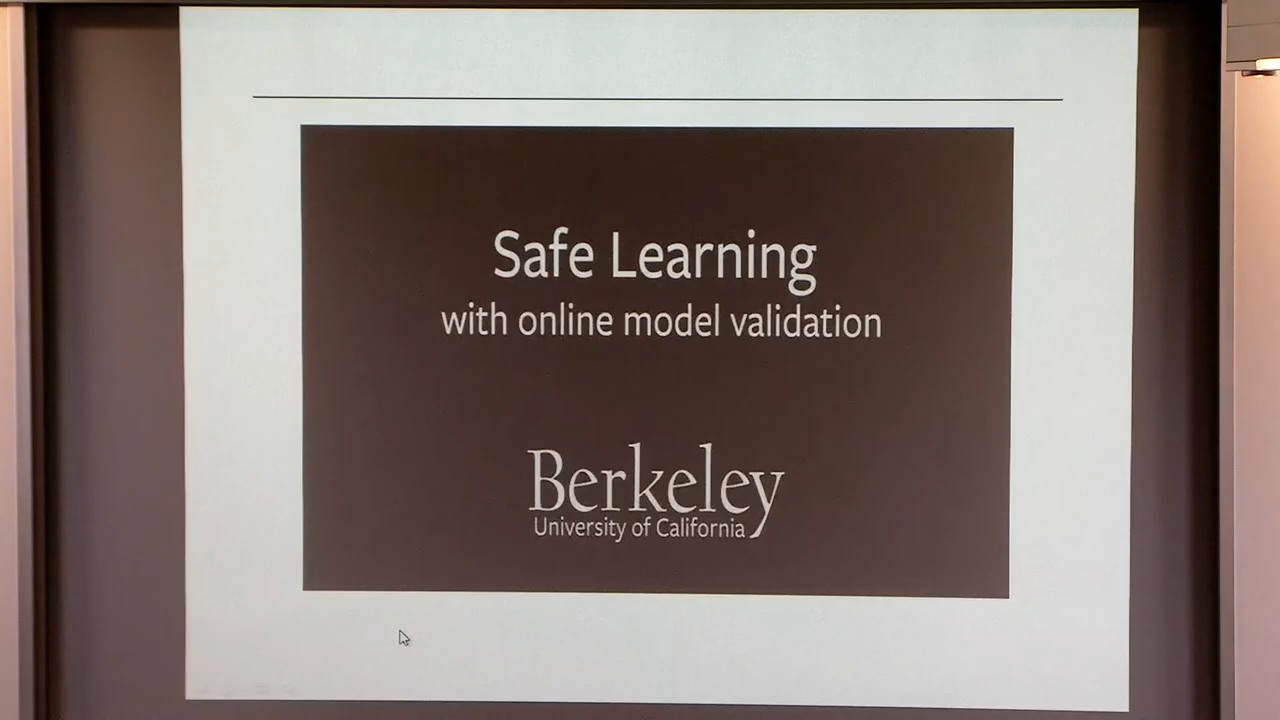 Safe Learning
with online model validation
Berkeley
University of California